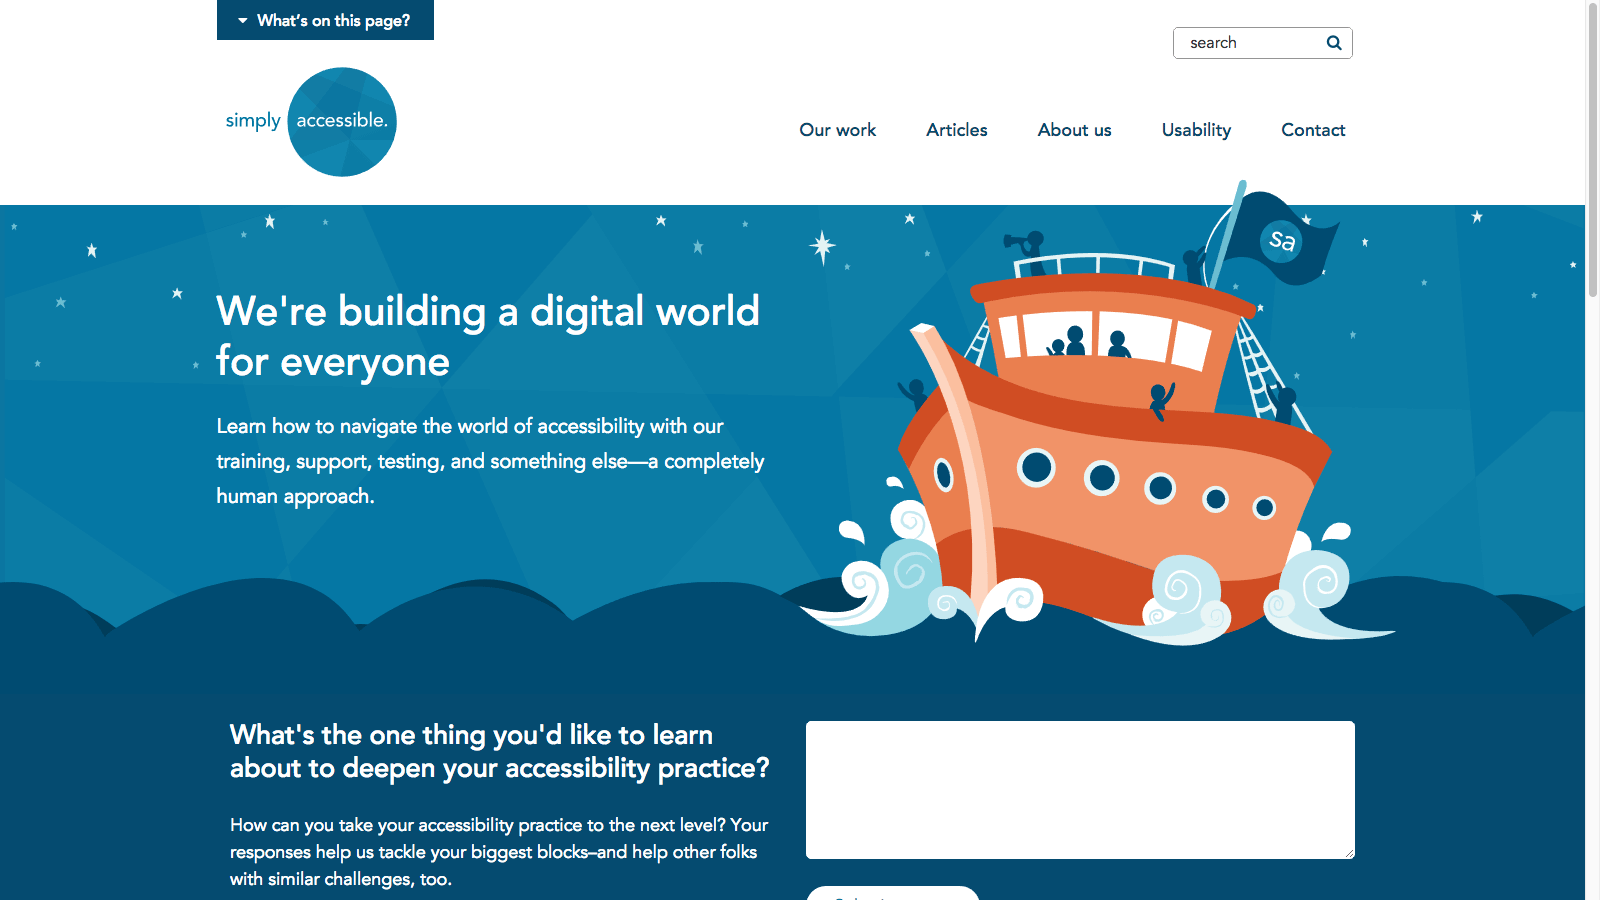 What's on this page?
search
simply accessible.
Our work Articles About us Usability Contact
sa
We're building a digital world
for everyone
Learn how to navigate the world of accessibility with our
training, support, testing, and something else—a completely
human approach.
What's the one thing you'd like to learn
about to deepen your accessibility practice?
How can you take your accessibility practice to the next level? Your
responses help us tackle your biggest blocks–and help other folks
with similar challenges, too.